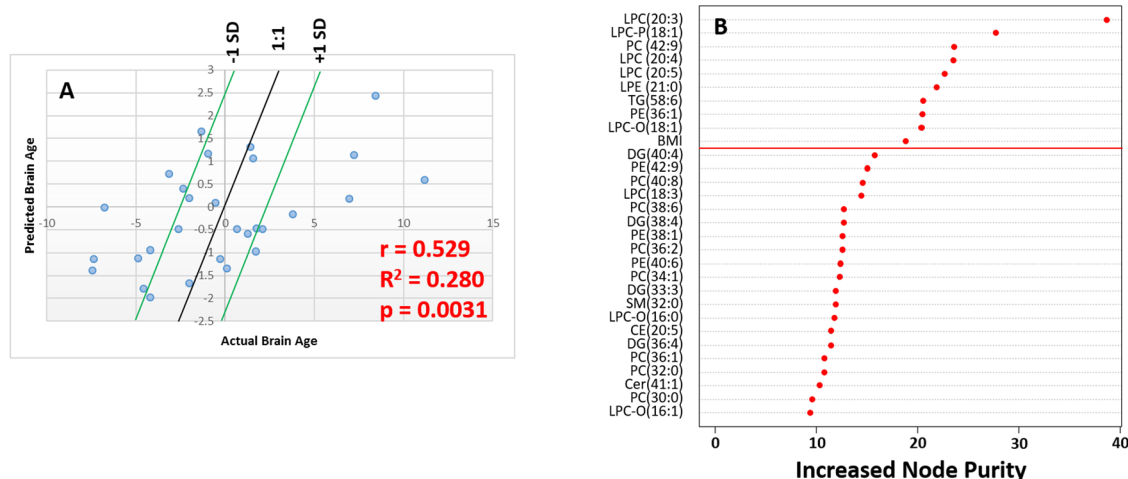 -1 SD
1:1
+1 SD
A
3
2.5
2
1.5
1
0.5
0
-10
-5
0
5
10
15
-0.5
-1
-1.5
-2
-2.5
Predicted Brain Age
Actual Brain Age
r = 0.529
R² = 0.280
p = 0.0031
B
LPC(20:3)
LPC-P(18:1)
PC (42:9)
LPC (20:4)
LPC (20:5)
LPE (21:0)
TG(58:6)
PE(36:1)
LPC-O(18:1)
BMI
DG(40:4)
PE(42:9)
PC(40:8)
LPC(18:3)
PC(38:6)
DG(38:4)
PE(38:1)
PC(36:2)
PE(40:6)
PC(34:1)
DG(33:3)
SM(32:0)
LPC-O(16:0)
CE(20:5)
DG(36:4)
PC(36:1)
PC(32:0)
Cer(41:1)
PC(30:0)
LPC-O(16:1)
0 10 20 30 40
Increased Node Purity